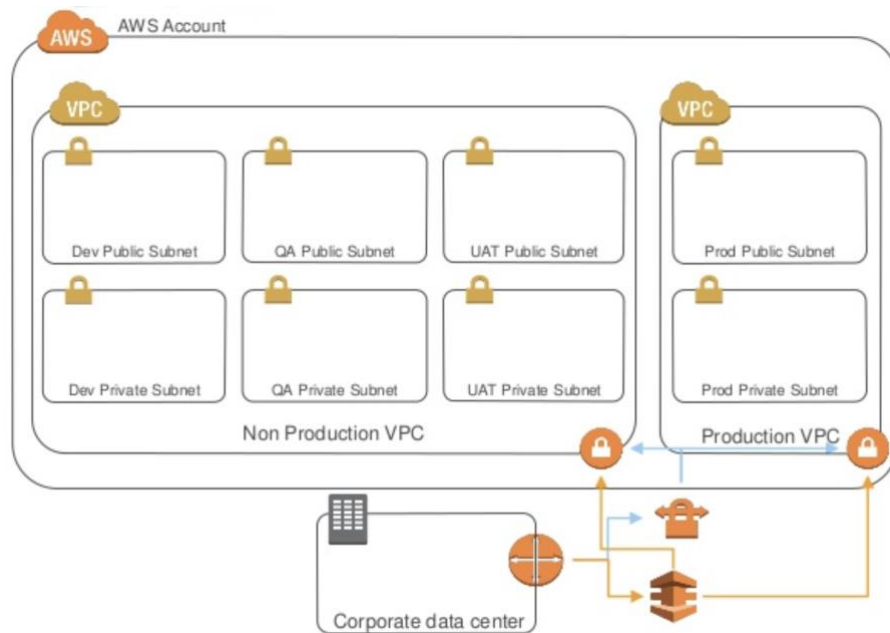 AWS
AWS Account
VPC
VPC
Dev Public Subnet
QA Public Subnet
UAT Public Subnet
Prod Public Subnet
Dev Private Subnet
QA Private Subnet
UAT Private Subnet
Prod Private Subnet
Non Production VPC
Production VPC
Corporate data center